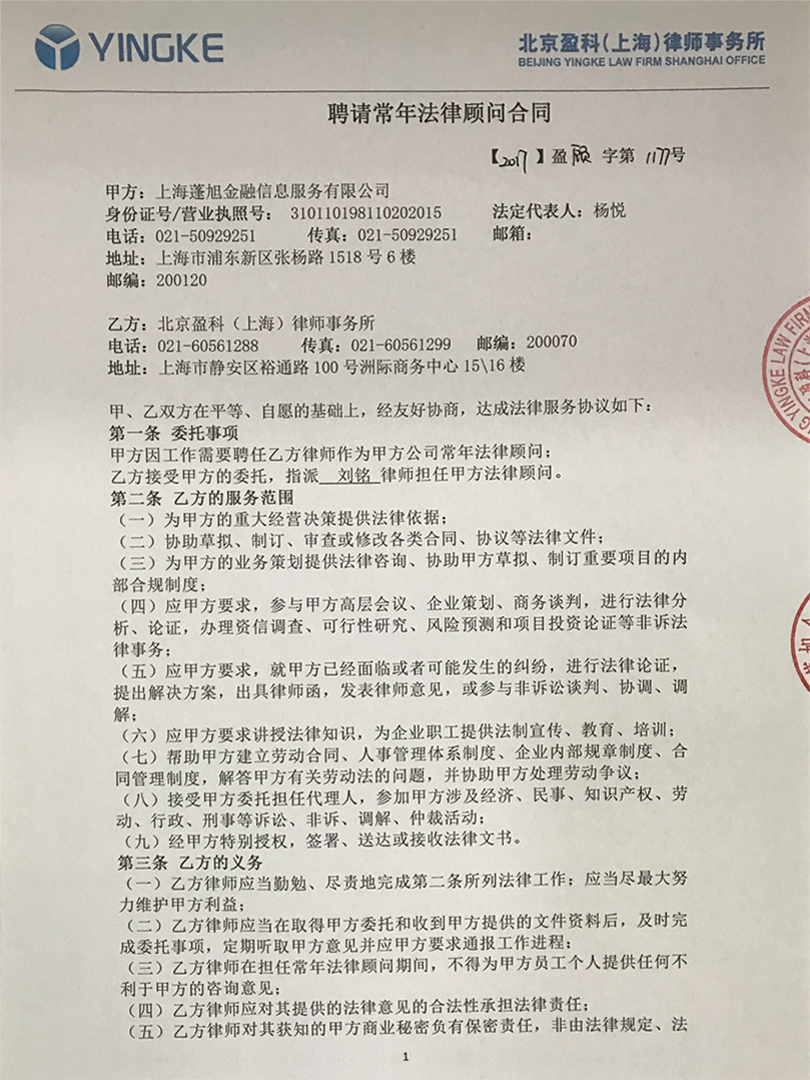 YINGKE
北京盈科(上海)律师事务所
BEIJING YINGKE LAW FIRM SHANGHAI OFFICE
聘请常年法律顾问合同
【2017】盈顾 字第 1177号
甲方：上海蓬旭金融信息服务有限公司
身份证号/营业执照号： 310110198110202015 法定代表人：杨悦
电话：021-50929251 传真：021-50929251 邮箱：
地址：上海市浦东新区张杨路 1518 号 6 楼
邮编：200120
乙方：北京盈科（上海）律师事务所
电话：021-60561288 传真：021-60561299 邮编：200070
地址：上海市静安区裕通路 100 号洲际商务中心 15\16 楼
甲、乙双方在平等、自愿的基础上，经友好协商，达成法律服务协议如下：
第一条 委托事项
甲方因工作需要聘任乙方律师作为甲方公司常年法律顾问；
乙方接受甲方的委托，指派 刘铭 律师担任甲方法律顾问。
第二条 乙方的服务范围
（一）为甲方的重大经营决策提供法律依据；
（二）协助草拟、制订、审查或修改各类合同、协议等法律文件；
（三）为甲方的业务策划提供法律咨询、协助甲方草拟、制订重要项目的内
部合规制度；
（四）应甲方要求，参与甲方高层会议、企业策划、商务谈判，进行法律分
析、论证，办理资信调查、可行性研究、风险预测和项目投资论证等非诉法
律事务；
（五）应甲方要求，就甲方已经面临或者可能发生的纠纷，进行法律论证，
提出解决方案，出具律师函，发表律师意见，或参与非诉讼谈判、协调、调
解；
（六）应甲方要求讲授法律知识，为企业职工提供法制宣传、教育、培训；
（七）帮助甲方建立劳动合同、人事管理体系制度、企业内部规章制度、合
同管理制度，解答甲方有关劳动法的问题，并协助甲方处理劳动争议；
（八）接受甲方委托担任代理人，参加甲方涉及经济、民事、知识产权、劳
动、行政、刑事等诉讼、非诉、调解、仲裁活动；
（九）经甲方特别授权，签署、送达或接收法律文书。
第三条 乙方的义务
（一）乙方律师应当勤勉、尽责地完成第二条所列法律工作；应当尽最大努
力维护甲方利益；
（二）乙方律师应当在取得甲方委托和收到甲方提供的文件资料后，及时完
成委托事项，定期听取甲方意见并应甲方要求通报工作进程；
（三）乙方律师在担任常年法律顾问期间，不得为甲方员工个人提供任何不
利于甲方的咨询意见；
（四）乙方律师应对其提供的法律意见的合法性承担法律责任；
（五）乙方律师对其获知的甲方商业秘密负有保密责任，非由法律规定、法
1
YINGKE LAW FIRM